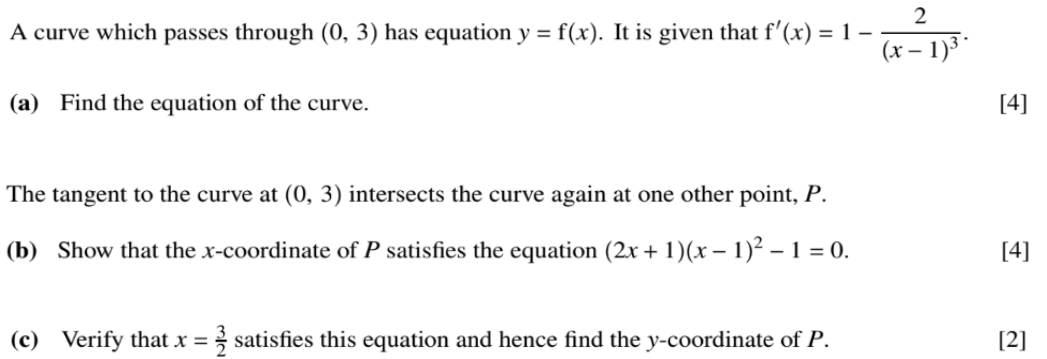 A curve which passes through (0, 3) has equation y = f(x). It is given that f′(x) = 1 − 2/(x − 1)³.
(a) Find the equation of the curve. [4]
The tangent to the curve at (0, 3) intersects the curve again at one other point, P.
(b) Show that the x-coordinate of P satisfies the equation (2x + 1)(x − 1)² − 1 = 0. [4]
(c) Verify that x = 3/2 satisfies this equation and hence find the y-coordinate of P. [2]